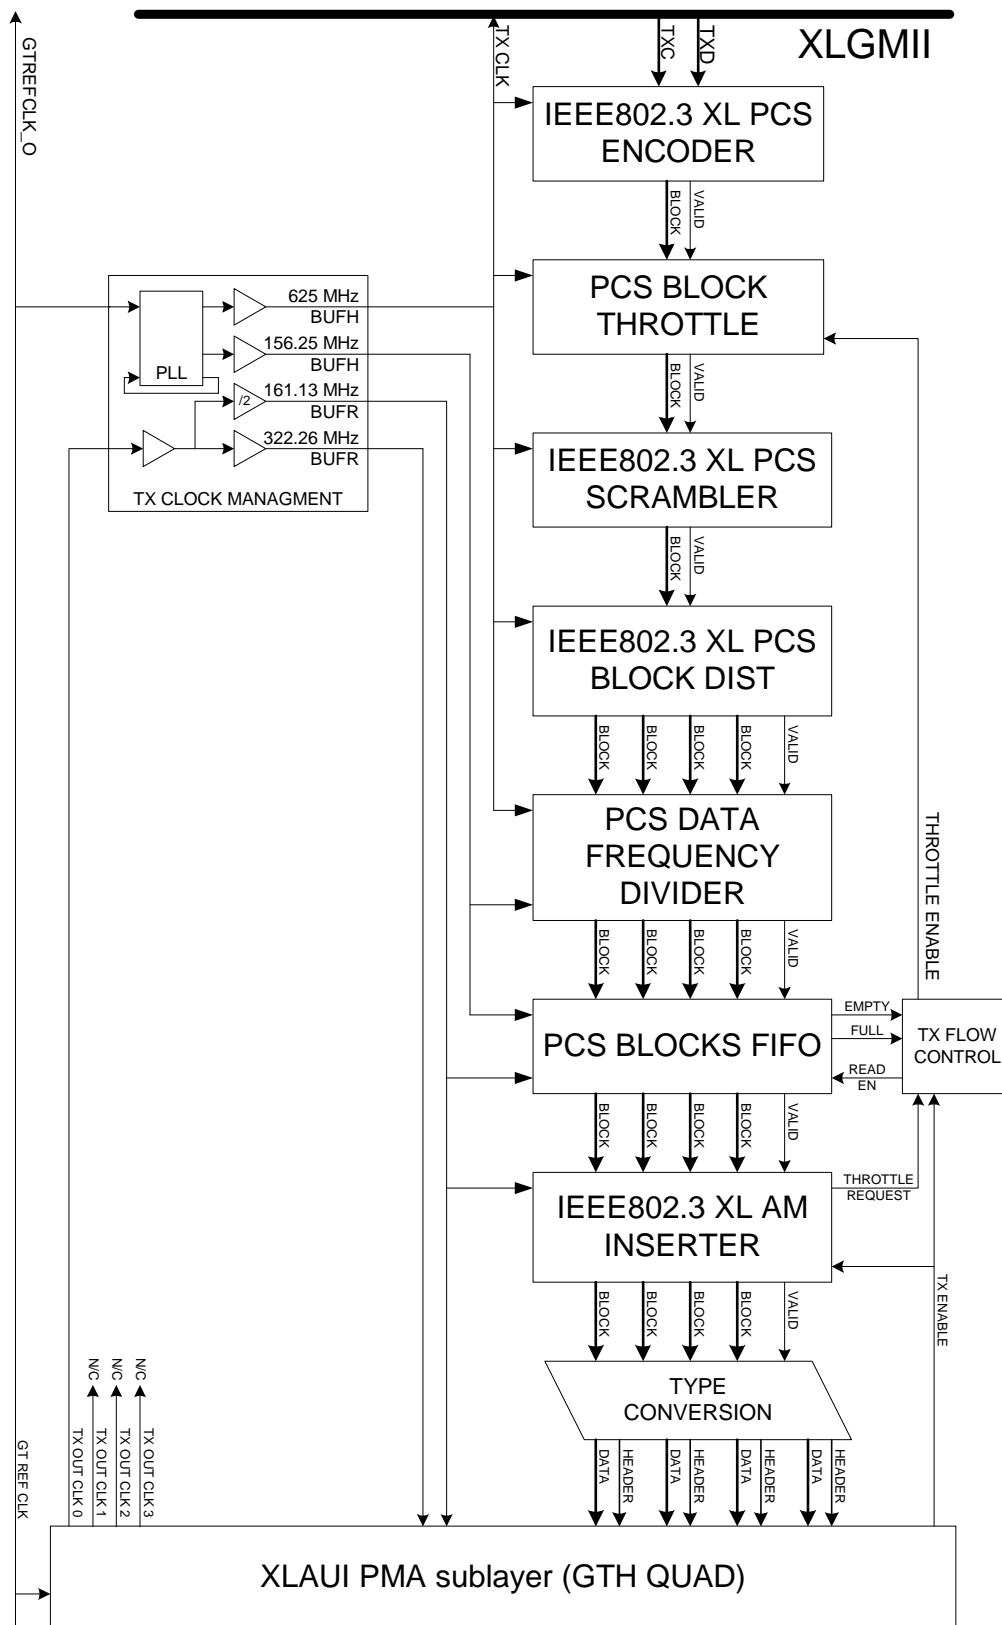 XLGMII
GTREFCLK_O
TX CLK
TXC
TXD
IEEE802.3 XL PCS
ENCODER
BLOCK
VALID
PCS BLOCK
THROTTLE
625 MHz
BUFH
156.25 MHz
BUFH
PLL
161.13 MHz
/2
BUFR
322.26 MHz
BUFR
TX CLOCK MANAGMENT
BLOCK
VALID
IEEE802.3 XL PCS
SCRAMBLER
BLOCK
VALID
IEEE802.3 XL PCS
BLOCK DIST
BLOCK
BLOCK
BLOCK
BLOCK
VALID
PCS DATA
FREQUENCY
DIVIDER
THROTTLE ENABLE
BLOCK
BLOCK
BLOCK
BLOCK
VALID
PCS BLOCKS FIFO
EMPTY
FULL
READ
EN
TX FLOW
CONTROL
BLOCK
BLOCK
BLOCK
BLOCK
VALID
IEEE802.3 XL AM
INSERTER
THROTTLE
REQUEST
TX ENABLE
BLOCK
BLOCK
BLOCK
BLOCK
VALID
TYPE
CONVERSION
N/C
N/C
N/C
GT REF CLK
TX OUT CLK 0
TX OUT CLK 1
TX OUT CLK 2
TX OUT CLK 3
DATA
HEADER
DATA
HEADER
DATA
HEADER
DATA
HEADER
XLAUI PMA sublayer (GTH QUAD)